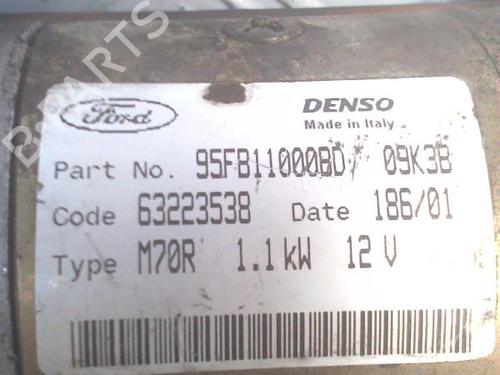 B-PARTS
Ford
DENSO
Made in Italy
Part No. 95FB11000BD 09K3B
Code 63223538 Date 186/01
Type M70R 1.1kW 12 V